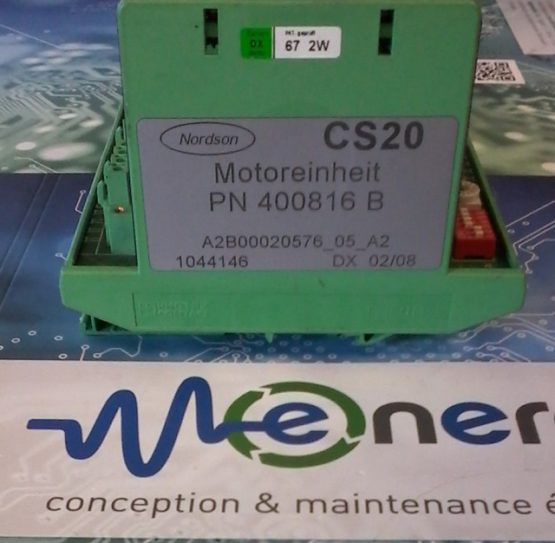 DX
67 2W
Nordson
CS20
Motoreinheit
PN 400816 B
A2B00020576_05_A2
1044146 DX 02/08
ener
conception & maintenance é